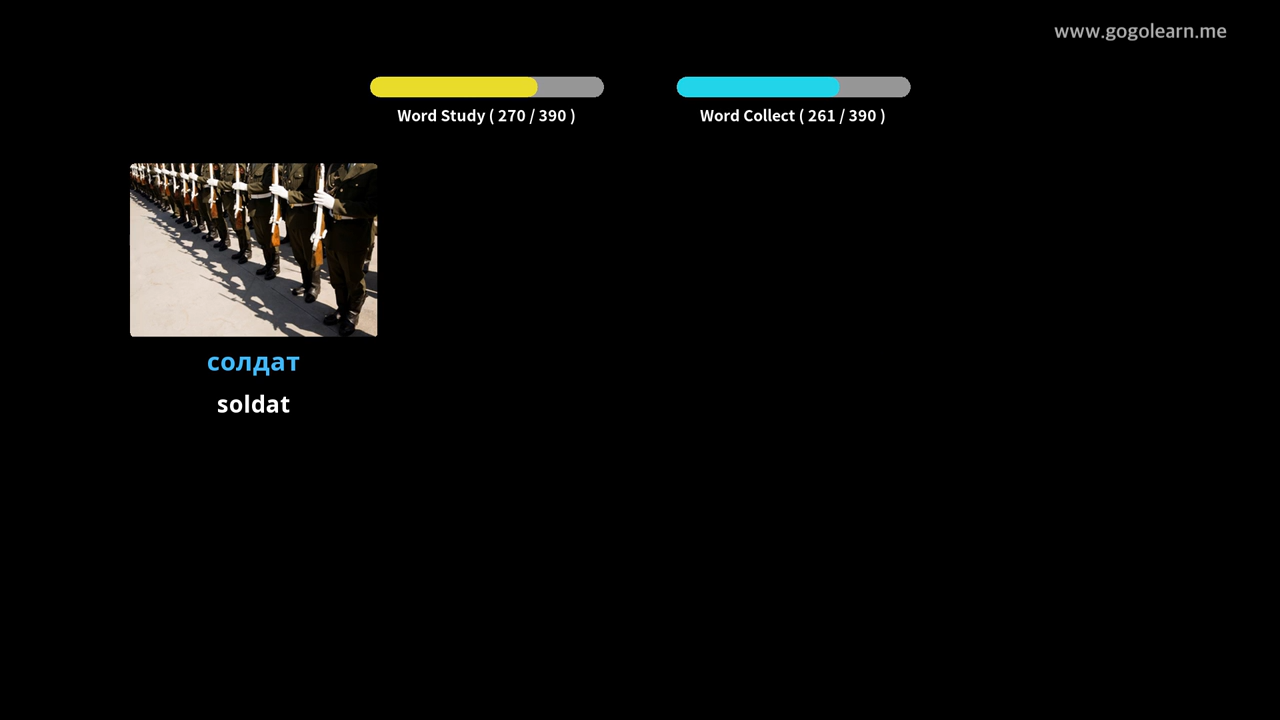 www.gogolearn.me
Word Study ( 270 / 390 )
Word Collect ( 261 / 390 )
солдат
soldat